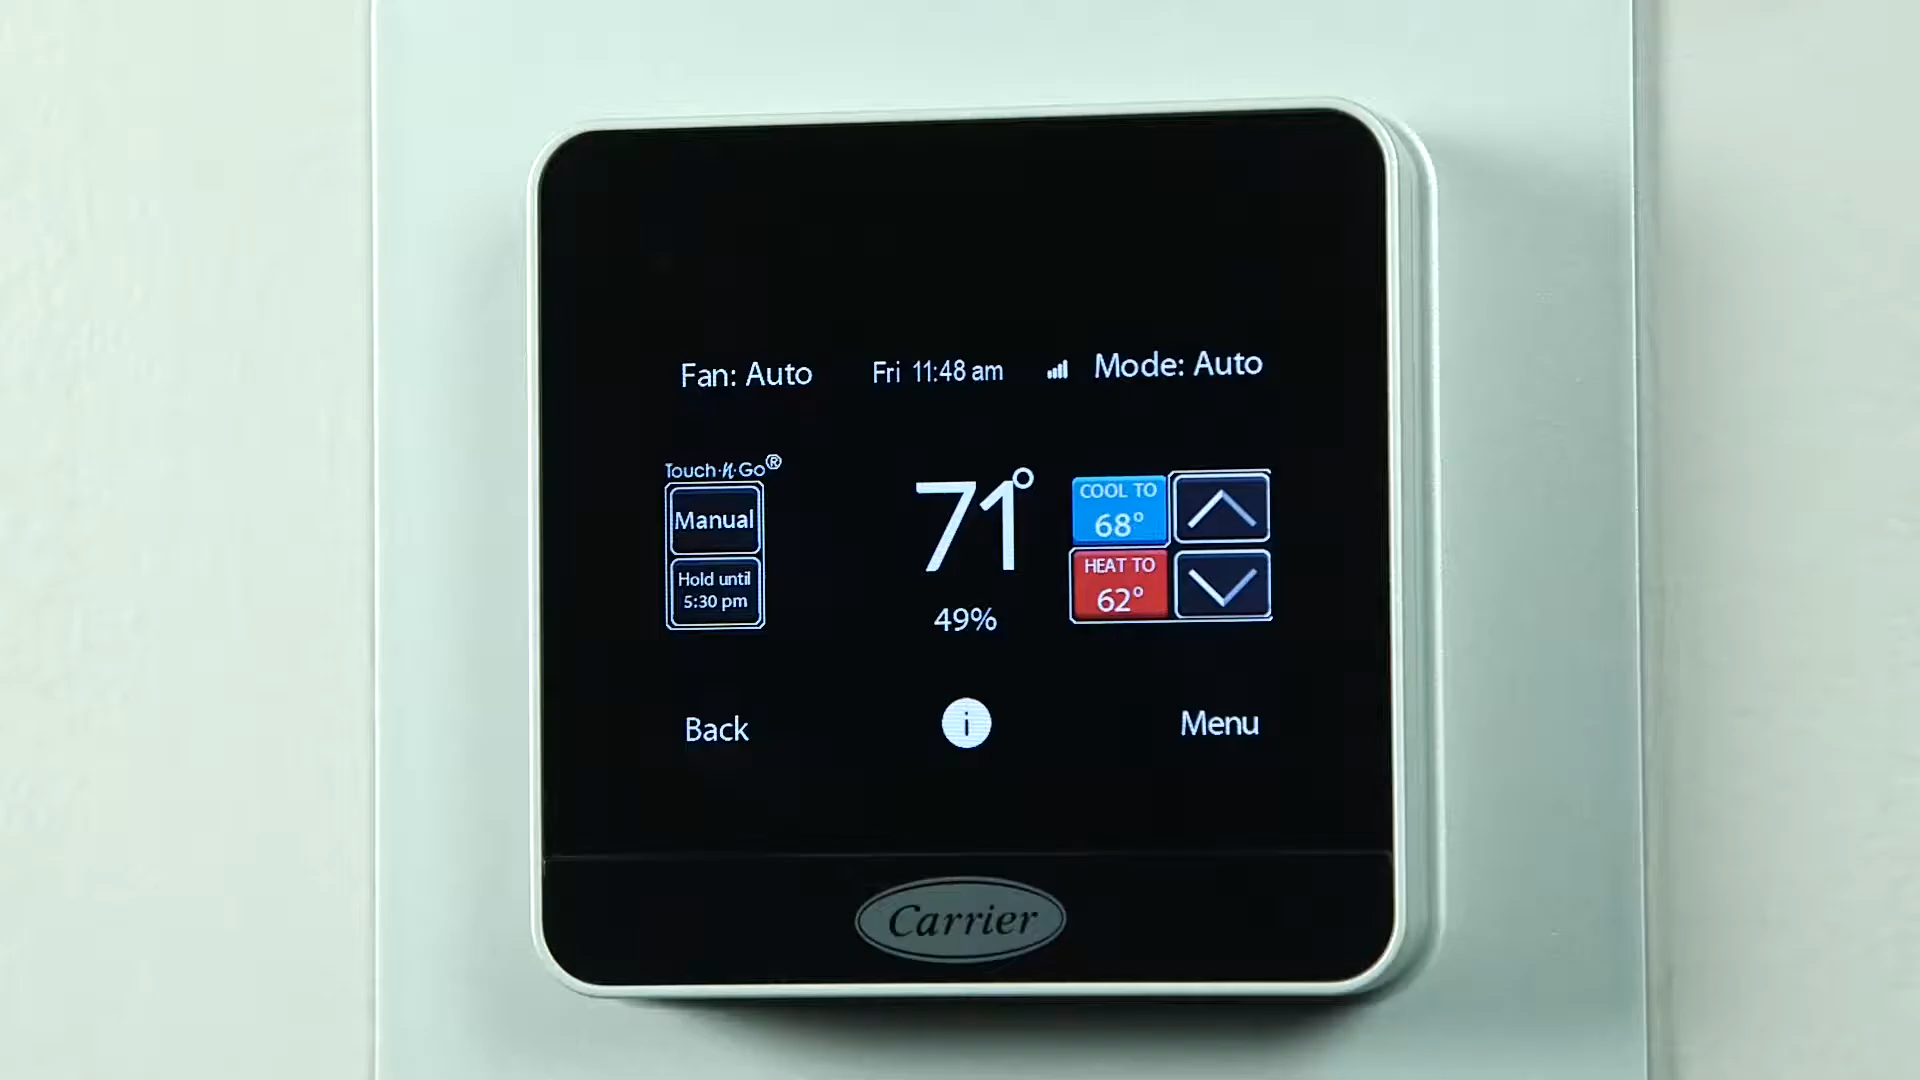 Fan: Auto
Fri 11:48 am
Mode: Auto
Touch·N·Go®
Manual
Hold until
5:30 pm
71°
49%
COOL TO
68°
HEAT TO
62°
Back
i
Menu
Carrier